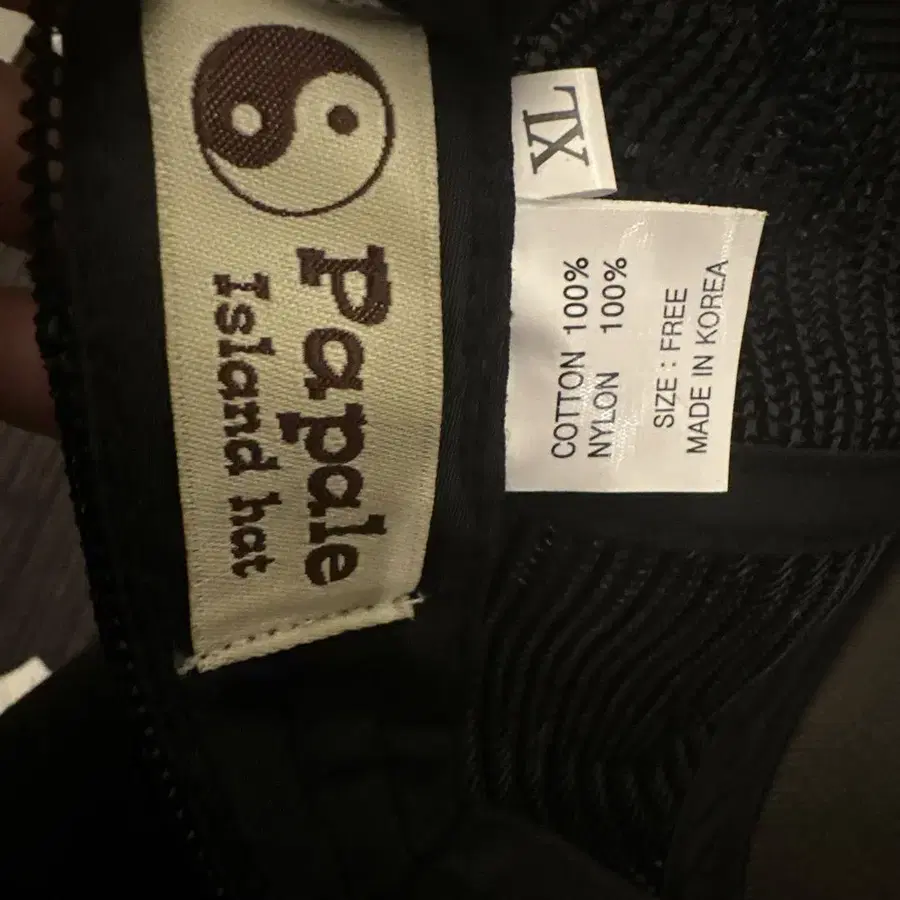 Papale
Island hat
XL
COTTON 100%
NYLON 100%
SIZE : FREE
MADE IN KOREA